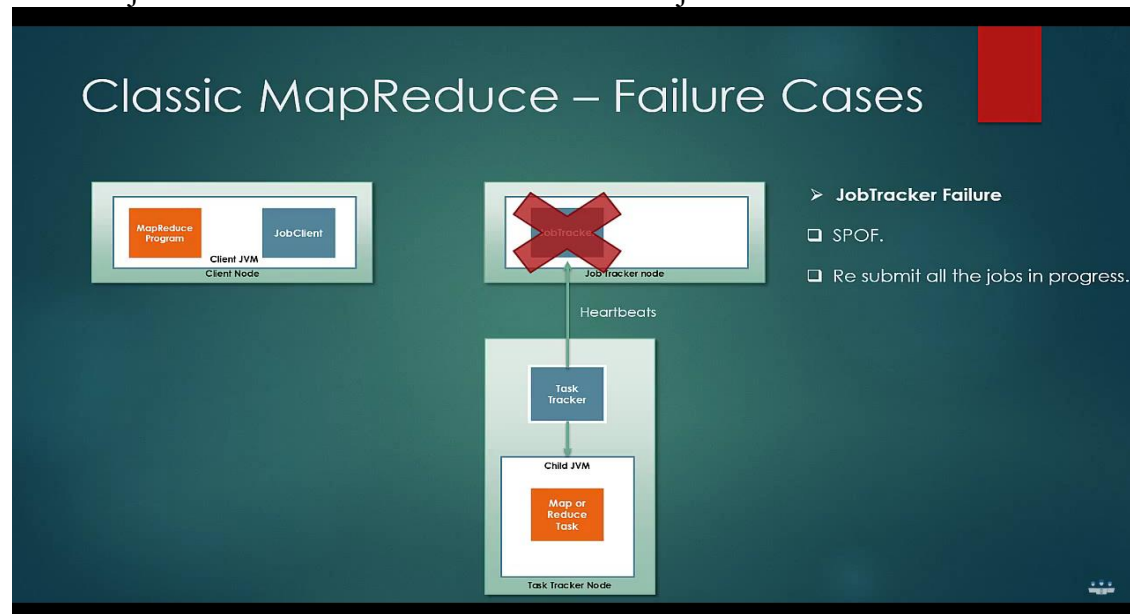 Classic MapReduce – Failure Cases
MapReduce
Program
JobClient
Client JVM
Client Node
JobTracker
Job Tracker node
➢ JobTracker Failure
❑ SPOF.
❑ Re submit all the jobs in progress.
Heartbeats
Task
Tracker
Child JVM
Map or
Reduce
Task
Task Tracker Node